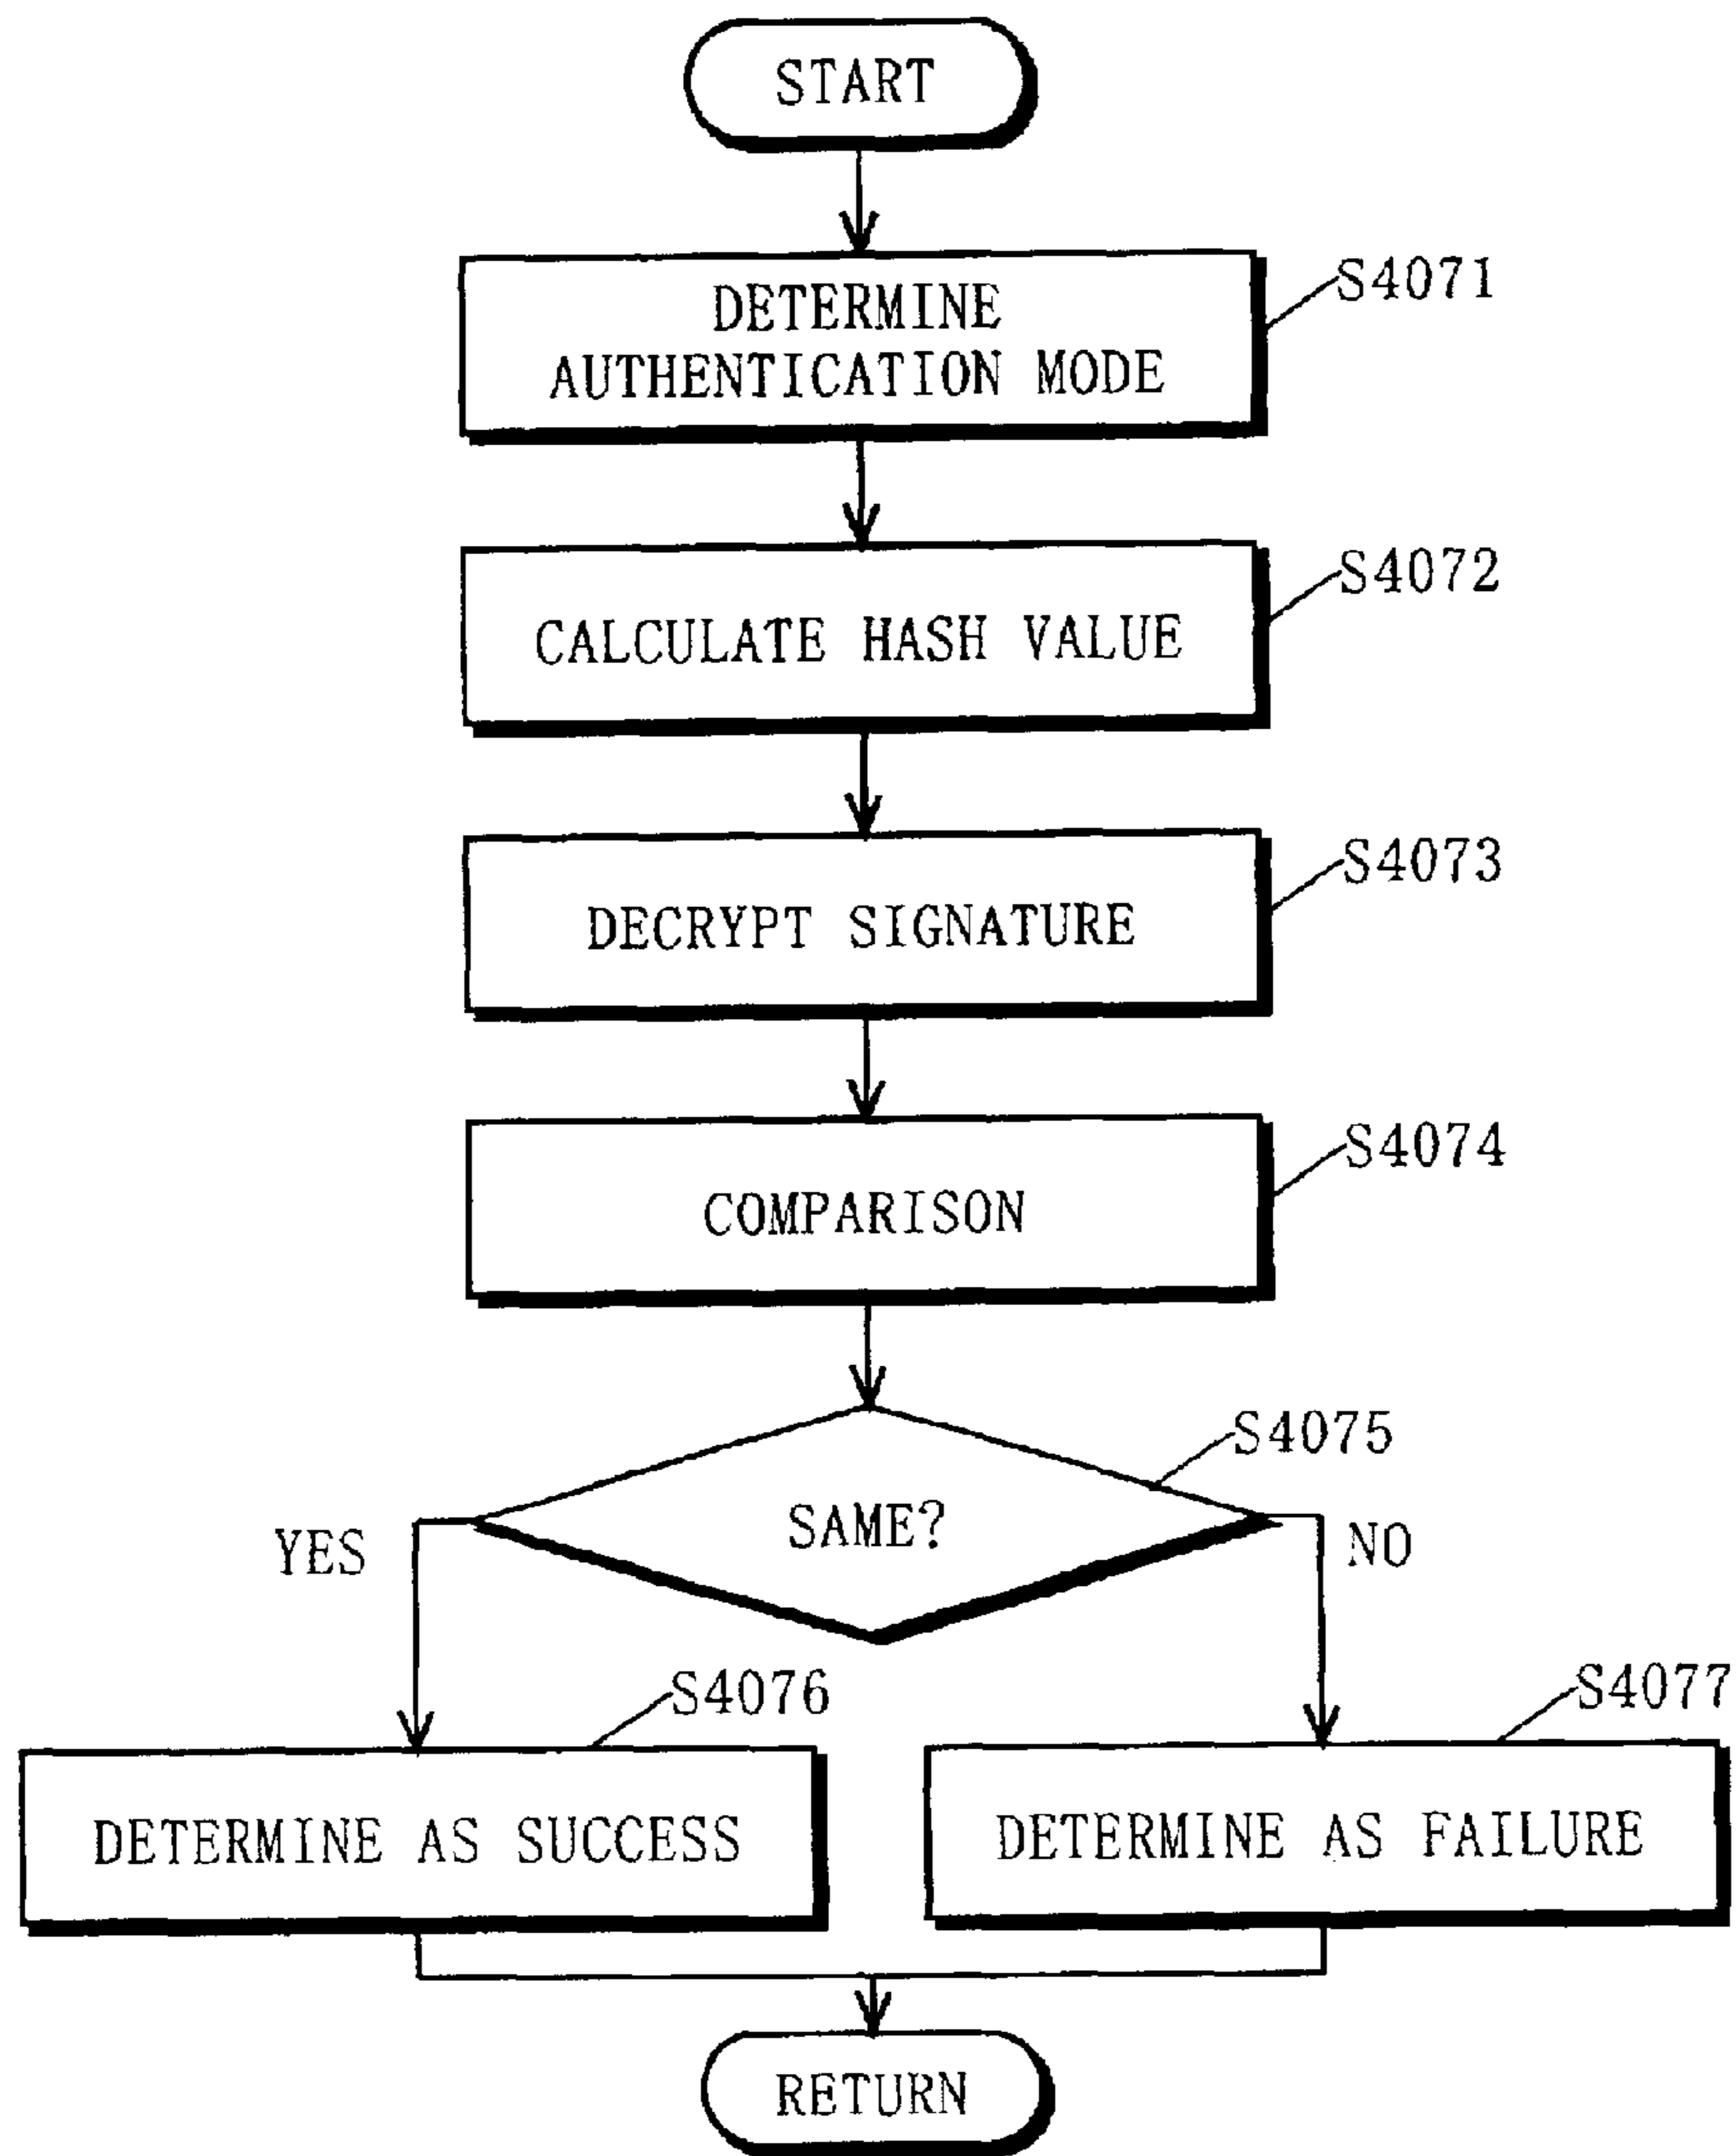 START
S4071
DETERMINE
AUTHENTICATION MODE
S4072
CALCULATE HASH VALUE
S4073
DECRYPT SIGNATURE
S4074
COMPARISON
S4075
SAME?
YES
NO
S4076
S4077
DETERMINE AS SUCCESS
DETERMINE AS FAILURE
RETURN